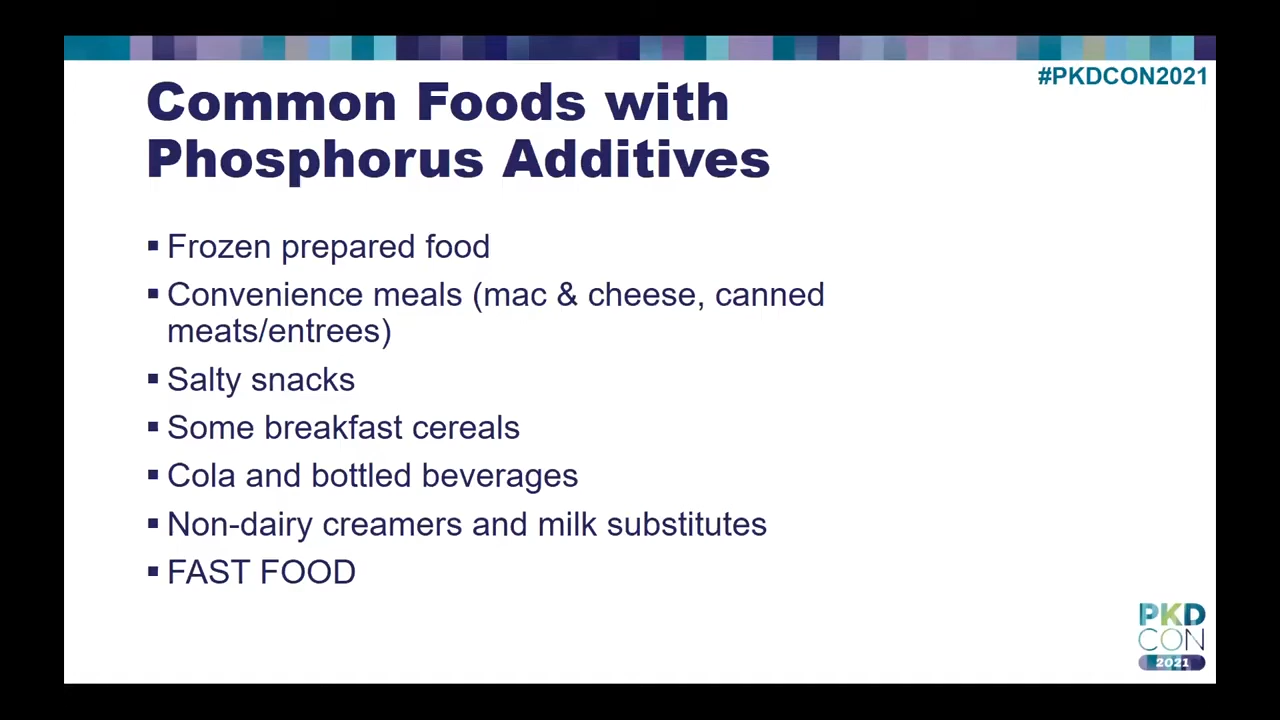 #PKDCON2021
Common Foods with
Phosphorus Additives
▪ Frozen prepared food
▪ Convenience meals (mac & cheese, canned
meats/entrees)
▪ Salty snacks
▪ Some breakfast cereals
▪ Cola and bottled beverages
▪ Non-dairy creamers and milk substitutes
▪ FAST FOOD
PKD
CON
2021